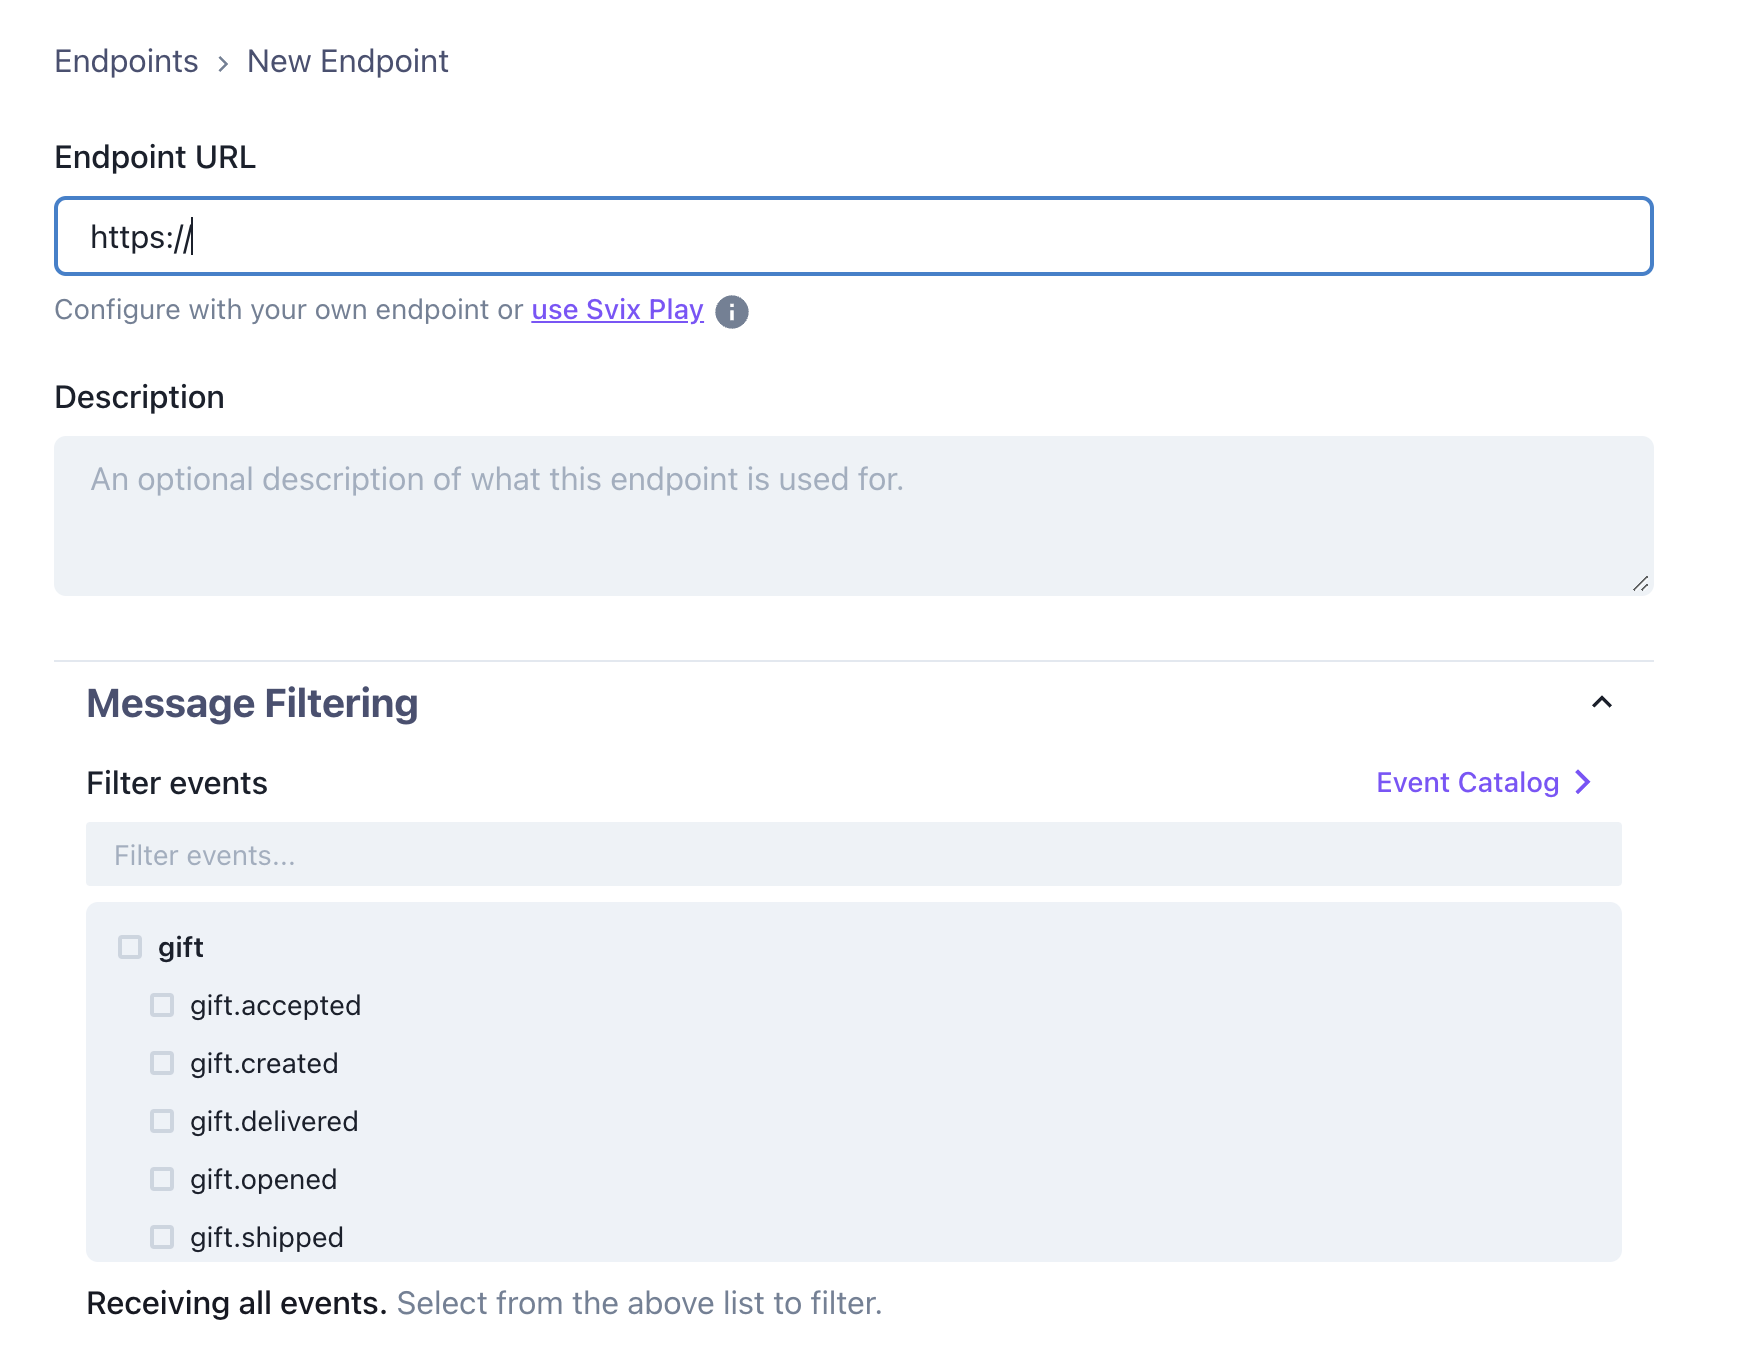 Endpoints › New Endpoint
Endpoint URL
https://
Configure with your own endpoint or use Svix Play
Description
An optional description of what this endpoint is used for.
Message Filtering
Filter events
Event Catalog
Filter events...
gift
gift.accepted
gift.created
gift.delivered
gift.opened
gift.shipped
Receiving all events. Select from the above list to filter.